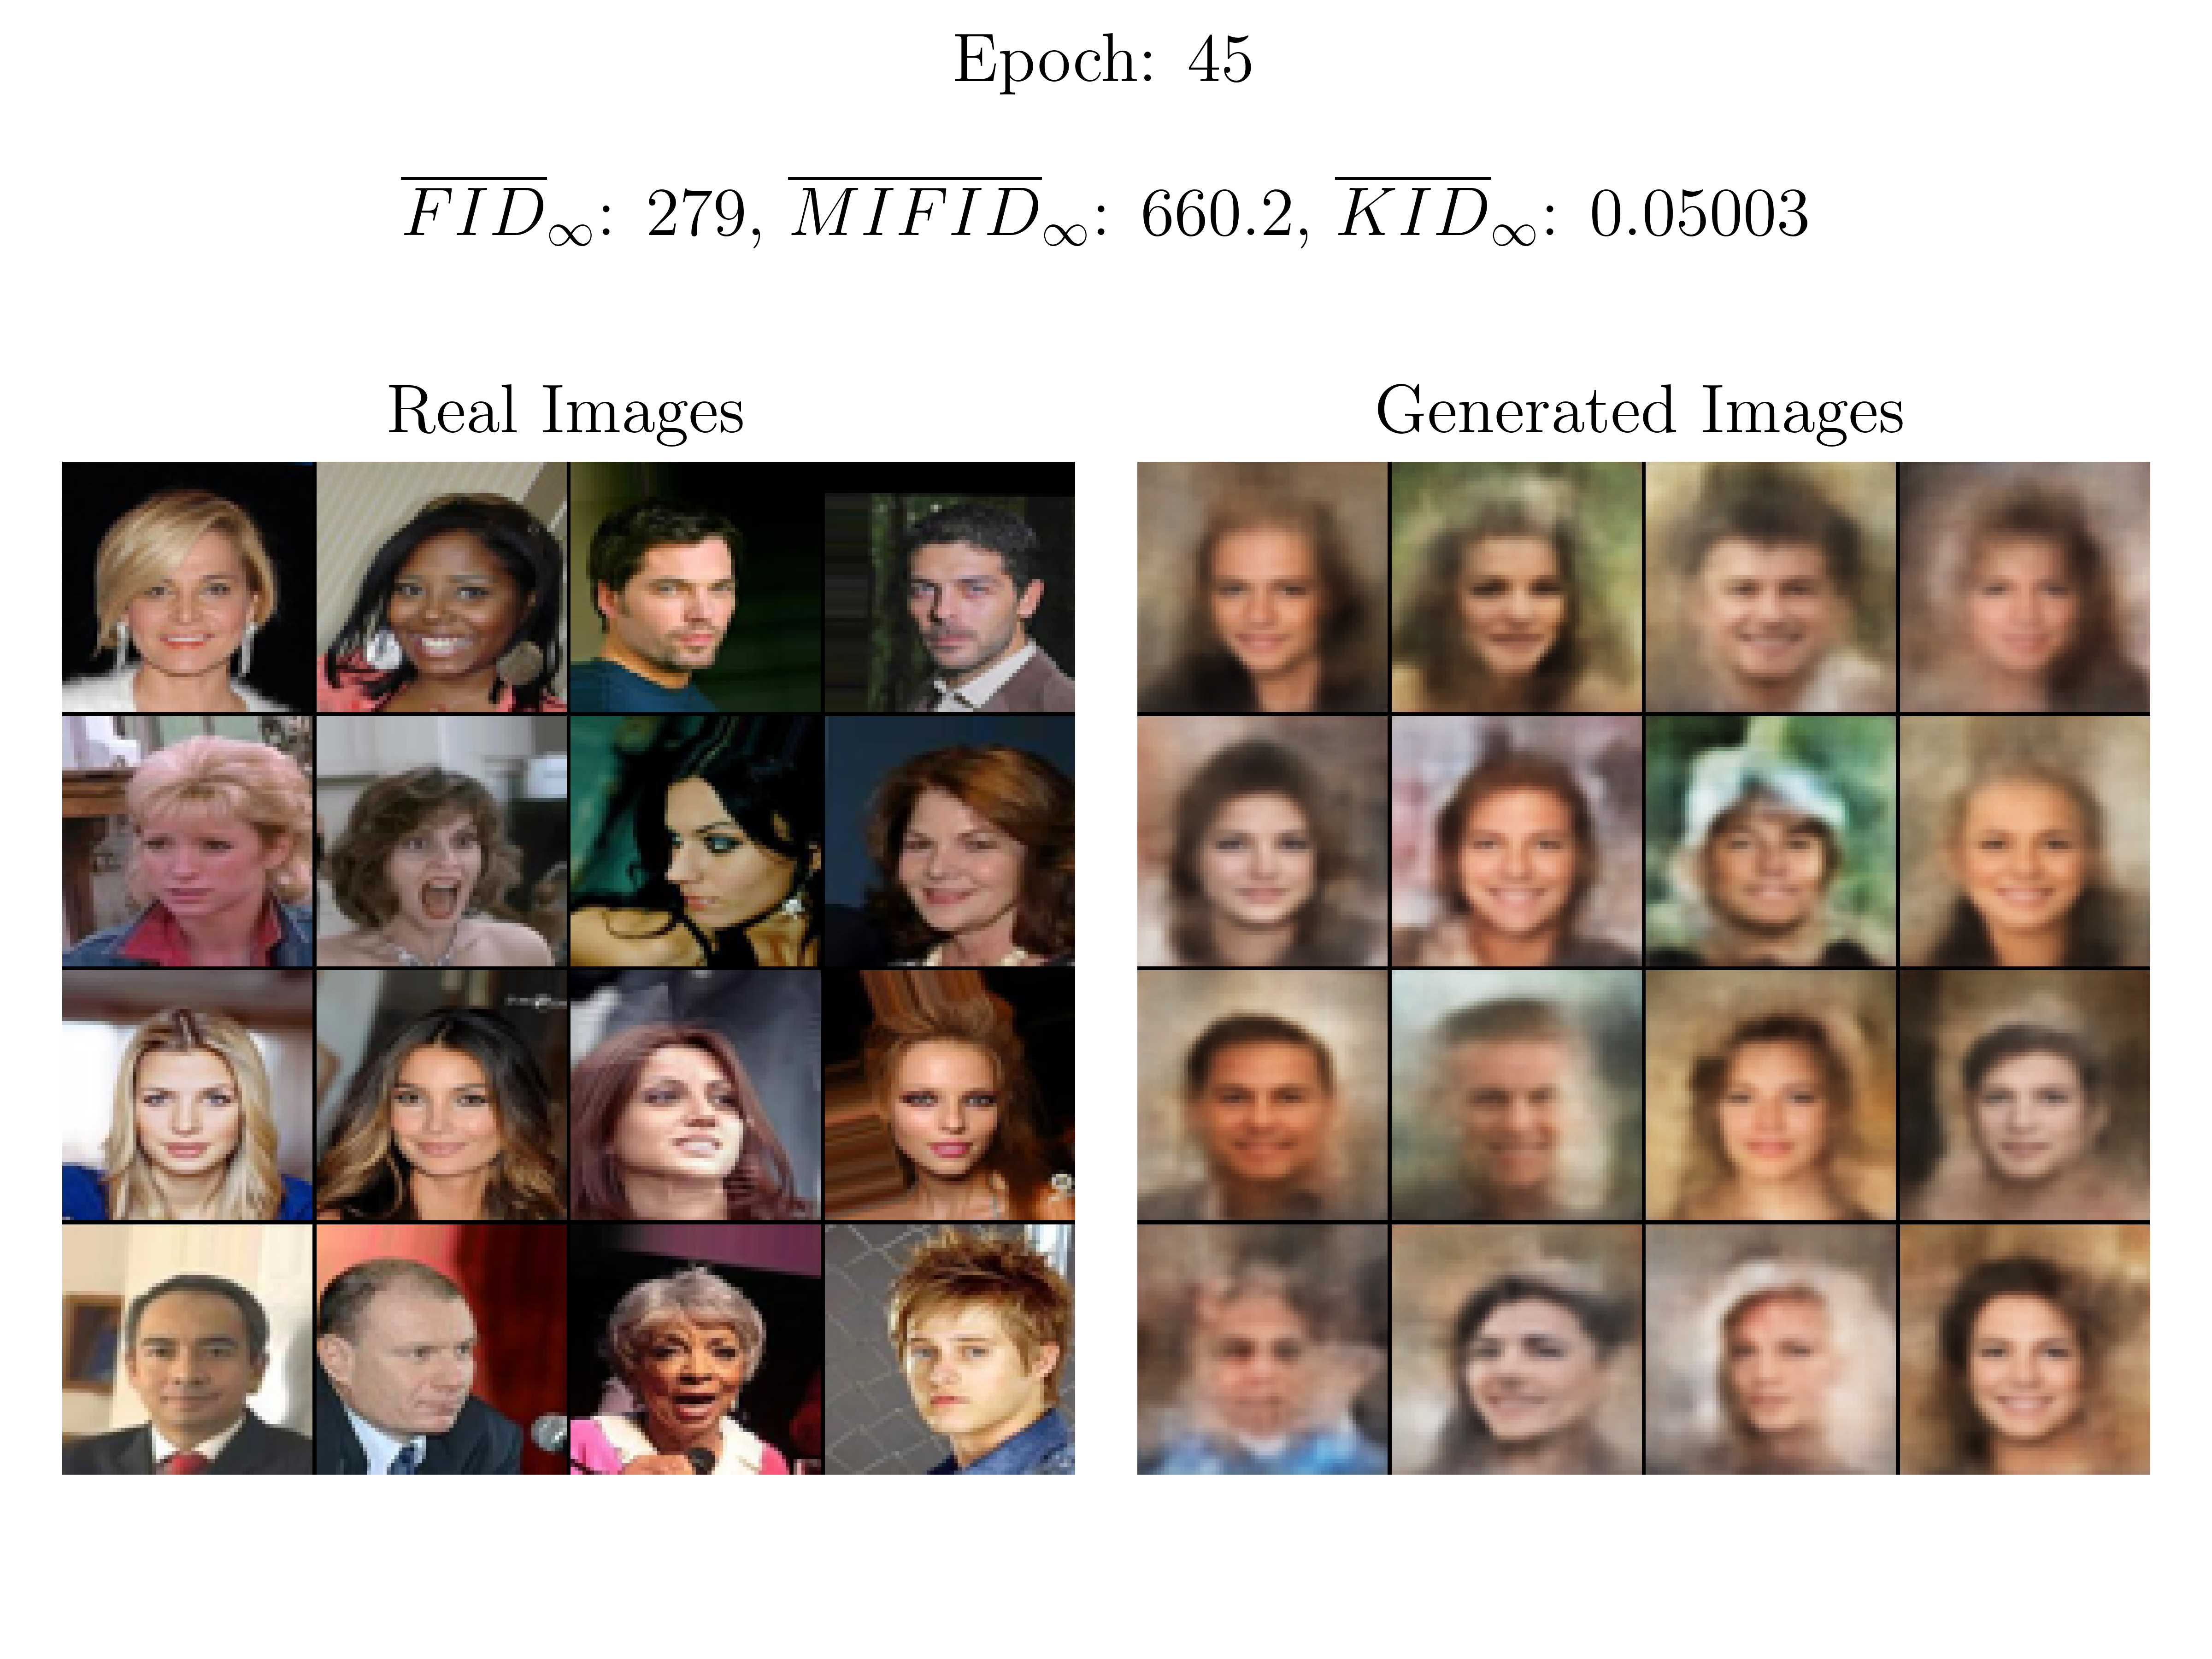 Epoch: 45
FID∞: 279, MIFID∞: 660.2, KID∞: 0.05003
Real Images
Generated Images